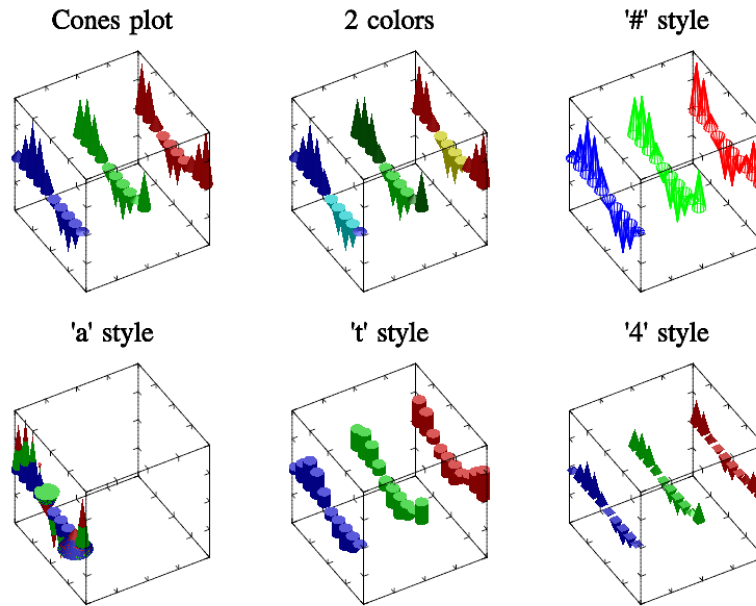 Cones plot
2 colors
'#' style
'a' style
't' style
'4' style